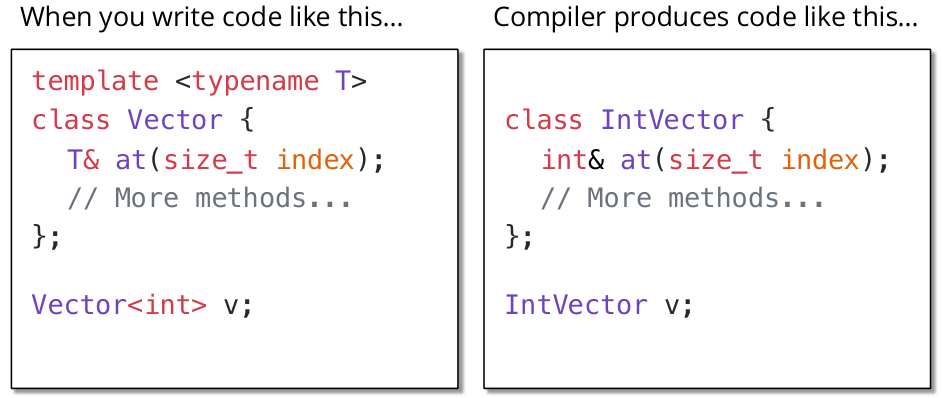 When you write code like this...
template <typename T>
class Vector {
  T& at(size_t index);
  // More methods...
};
Vector<int> v;
Compiler produces code like this...
class IntVector {
  int& at(size_t index);
  // More methods...
};
IntVector v;